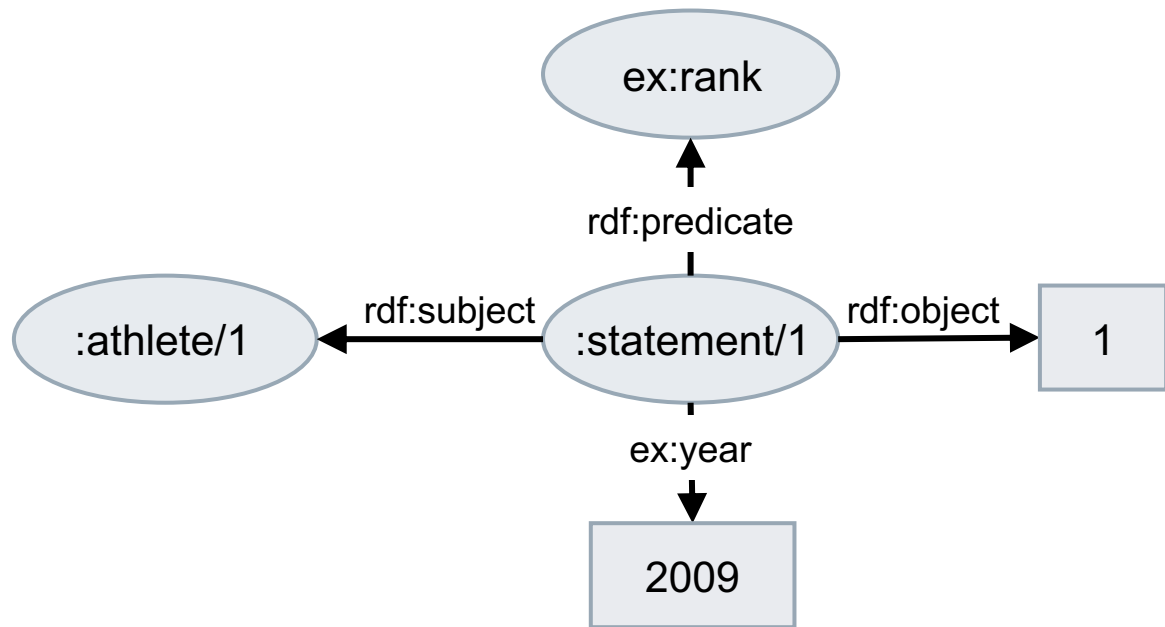 ex:rank
rdf:predicate
:athlete/1
rdf:subject
:statement/1
rdf:object
1
ex:year
2009